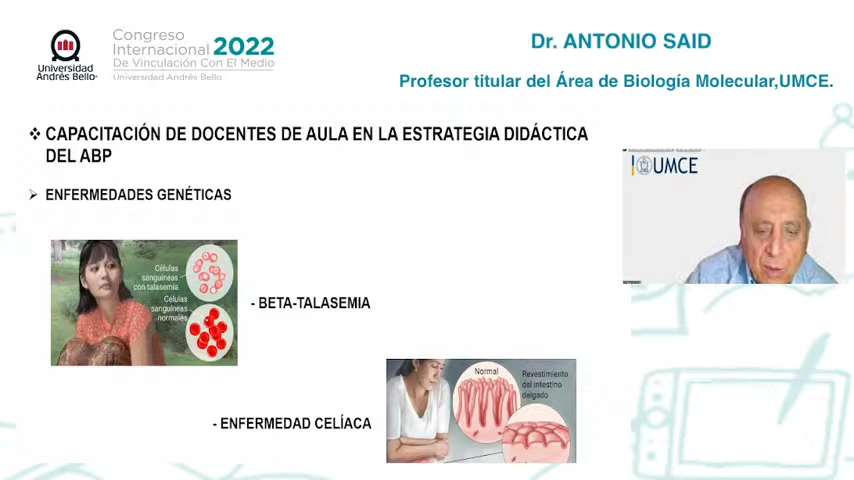 Universidad
Andrés Bello
Congreso
Internacional 2022
De Vinculación Con El Medio
Universidad Andrés Bello
Dr. ANTONIO SAID
Profesor titular del Área de Biología Molecular,UMCE.
❖ CAPACITACIÓN DE DOCENTES DE AULA EN LA ESTRATEGIA DIDÁCTICA
DEL ABP
➢ ENFERMEDADES GENÉTICAS
UMCE
Células
sanguíneas
con talasemia
Células
sanguíneas
normales
- BETA-TALASEMIA
Normal
Revestimiento
del intestino
delgado
- ENFERMEDAD CELÍACA